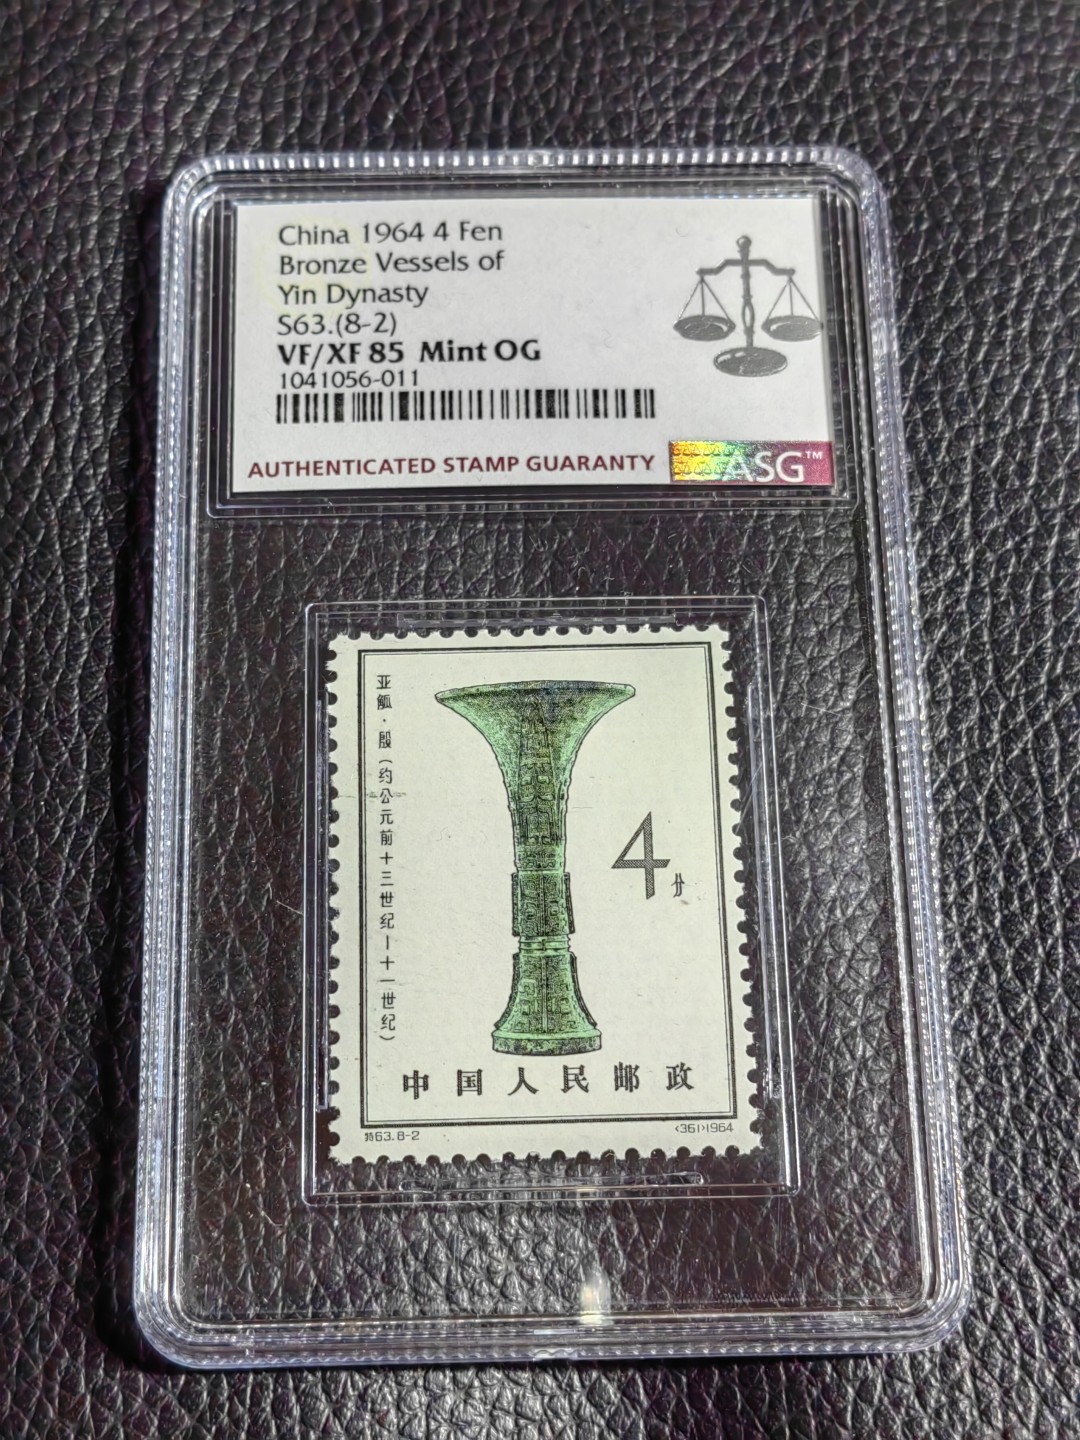 China 1964 4 Fen
Bronze Vessels of
Yin Dynasty
S63.(8-2)
VF/XF 85 Mint OG
1041056-011
AUTHENTICATED STAMP GUARANTY
ASG™
亚觚·殷(约公元前十三世纪—十一世纪)
4分
中国人民邮政
特63.8-2
<361>1964